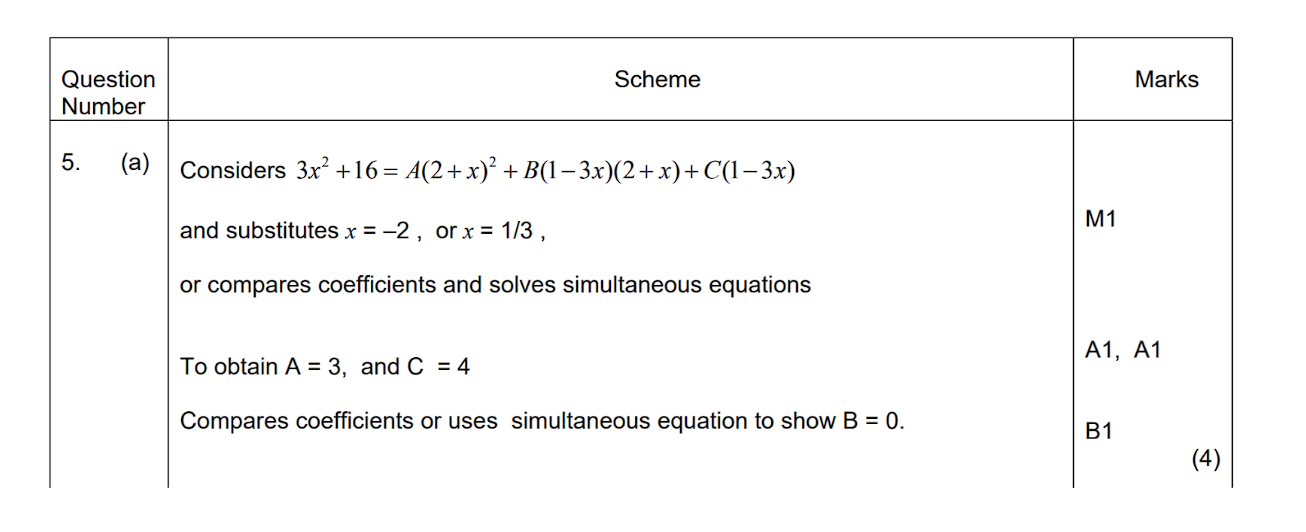 Question
Number
Scheme
Marks
5. (a)
Considers 3x² +16 = A(2+x)² + B(1−3x)(2+x)+C(1−3x)
and substitutes x = –2 , or x = 1/3 ,
M1
or compares coefficients and solves simultaneous equations
A1, A1
To obtain A = 3, and C = 4
Compares coefficients or uses simultaneous equation to show B = 0.
B1
(4)